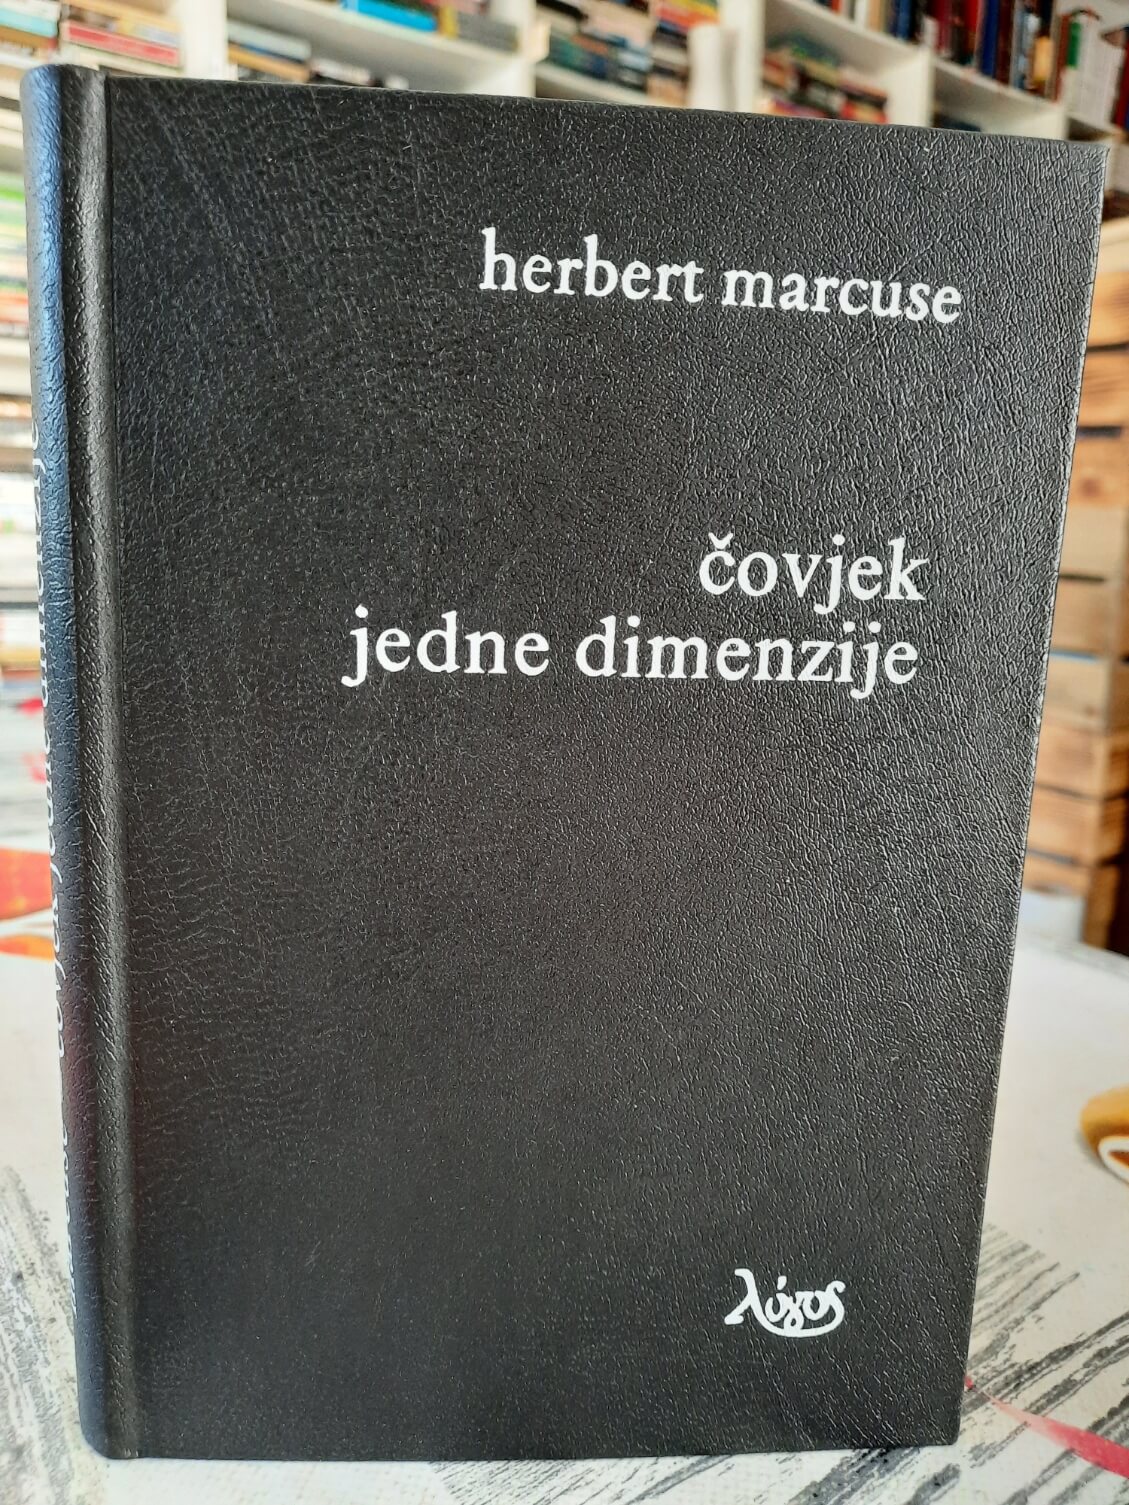 herbert marcuse
čovjek
jedne dimenzije
λόγος